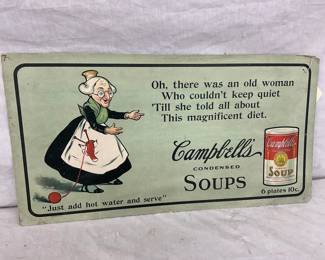 Oh, there was an old woman
Who couldn't keep quiet
'Till she told all about
This magnificent diet.
Campbell's
CONDENSED
SOUPS
Campbell's
SOUP
6 plates 10c.
"Just add hot water and serve"